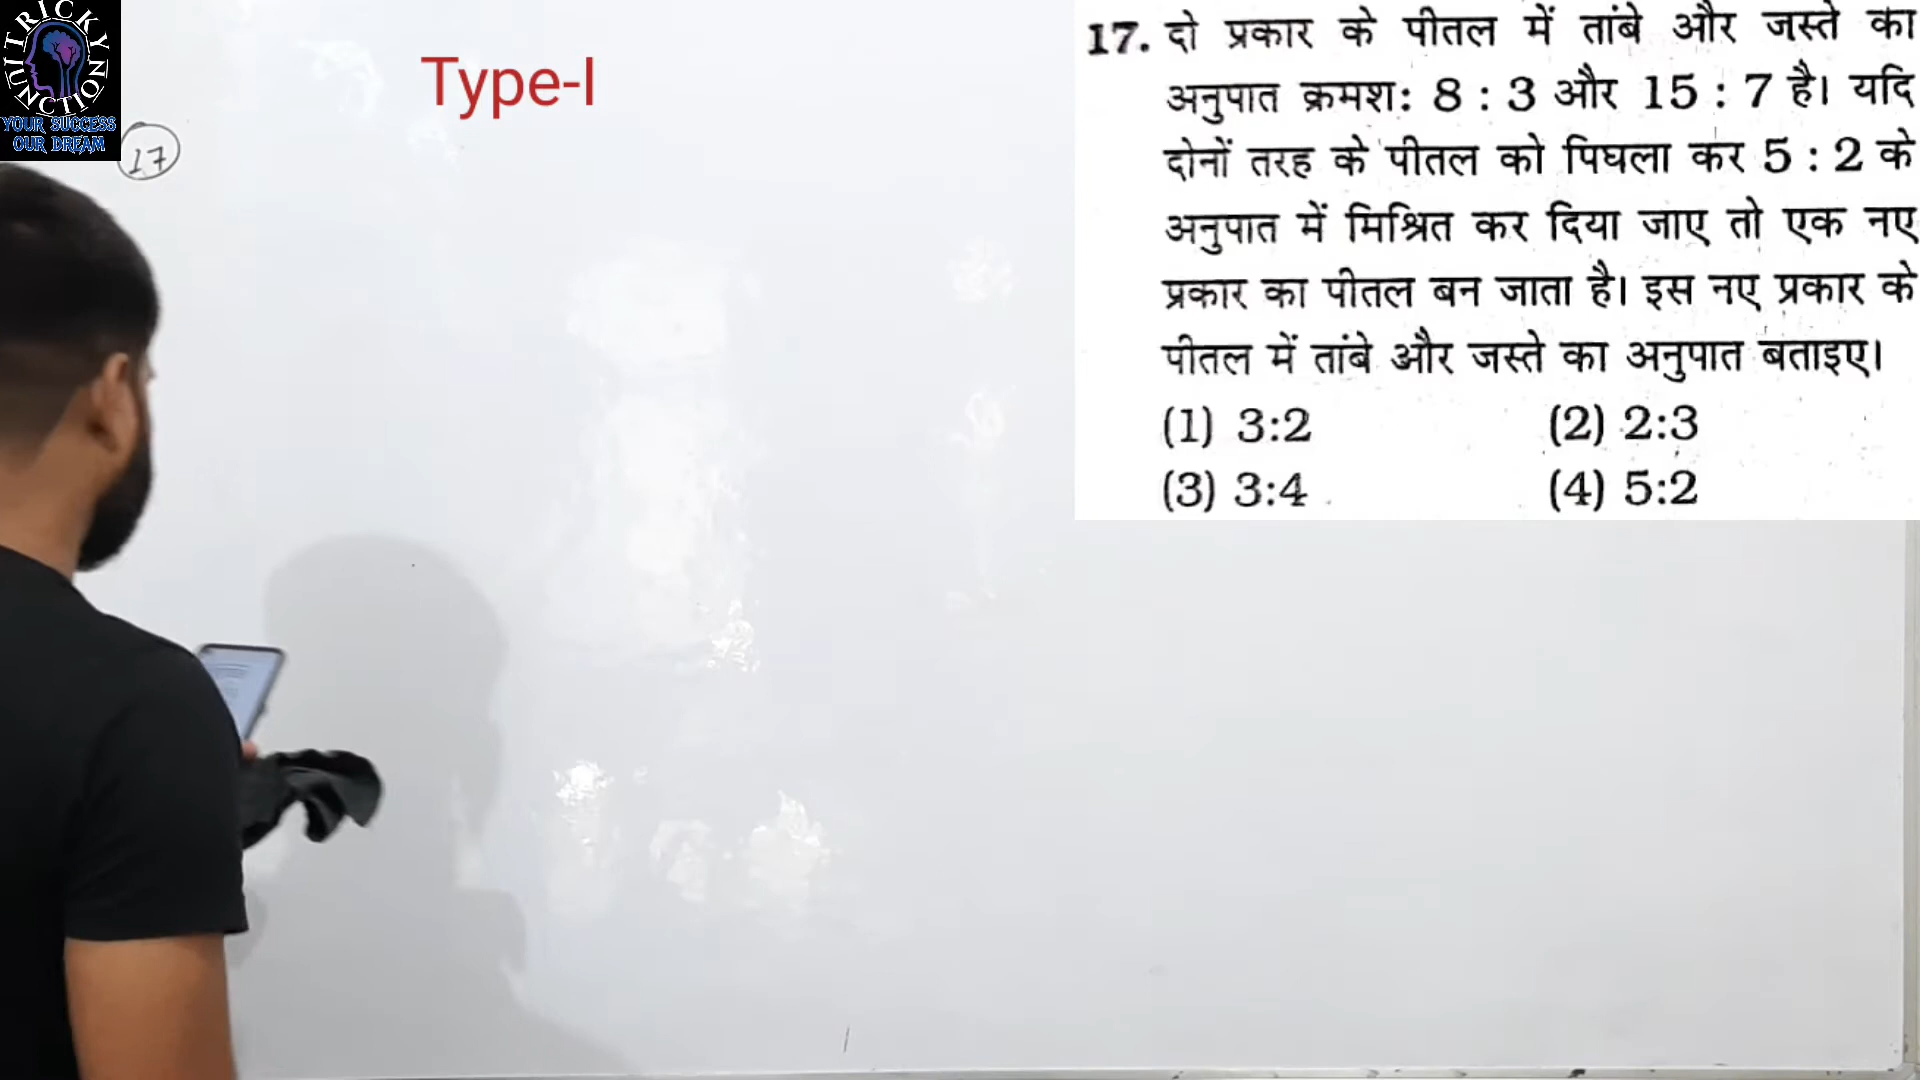 TRICKY JUNCTION
YOUR SUCCESS
OUR DREAM
17
Type-I
17. दो प्रकार के पीतल में तांबे और जस्ते का
अनुपात क्रमश: 8 : 3 और 15 : 7 है। यदि
दोनों तरह के पीतल को पिघला कर 5 : 2 के
अनुपात में मिश्रित कर दिया जाए तो एक नए
प्रकार का पीतल बन जाता है। इस नए प्रकार के
पीतल में तांबे और जस्ते का अनुपात बताइए।
(1) 3:2 (2) 2:3
(3) 3:4 (4) 5:2